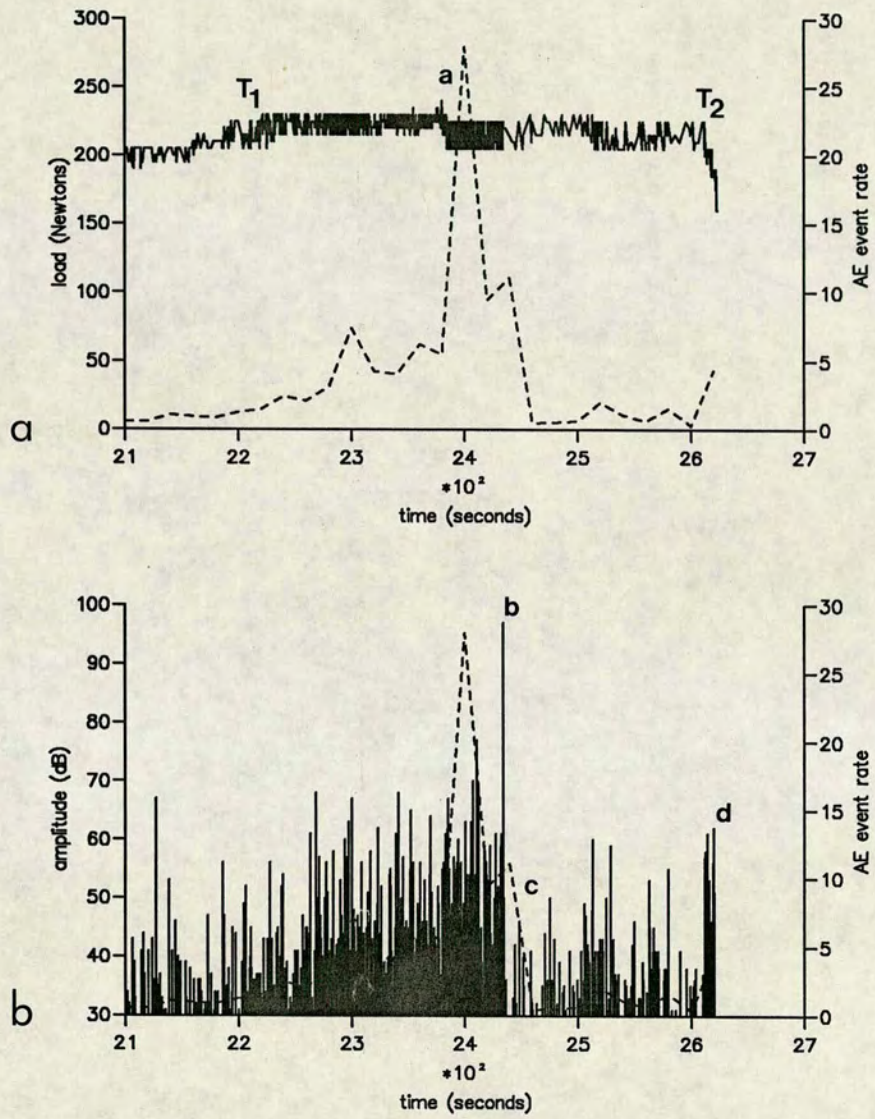 300
250
200
150
100
50
0
load (Newtons)
T1
a
T2
30
25
20
15
10
5
0
AE event rate
a
21 22 23 24 25 26 27
*10²
time (seconds)
100
90
80
70
60
50
40
30
amplitude (dB)
b
c
d
30
25
20
15
10
5
0
AE event rate
b
21 22 23 24 25 26 27
*10²
time (seconds)